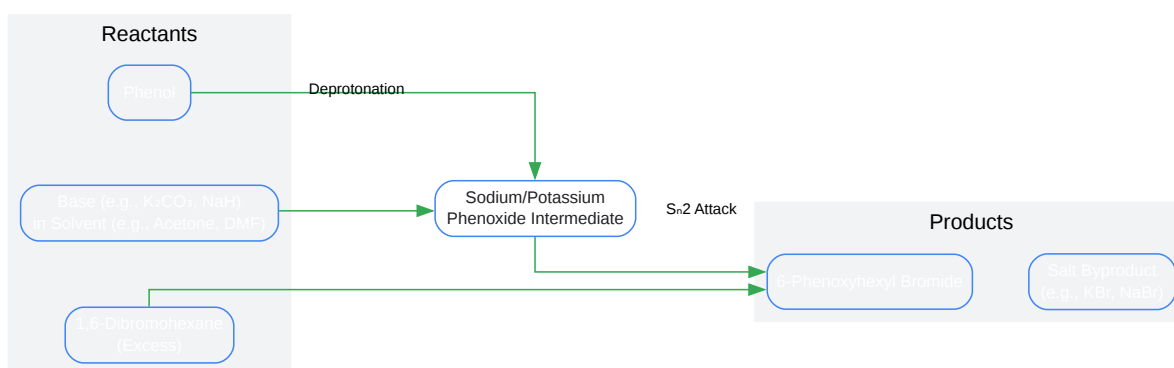 Reactants
Phenol
Deprotonation
Base (e.g., K₂CO₃, NaH)
in Solvent (e.g., Acetone, DMF)
Sodium/Potassium
Phenoxide Intermediate
Sₙ2 Attack
Products
6-Phenoxyhexyl Bromide
Salt Byproduct
(e.g., KBr, NaBr)
1,6-Dibromohexane
(Excess)